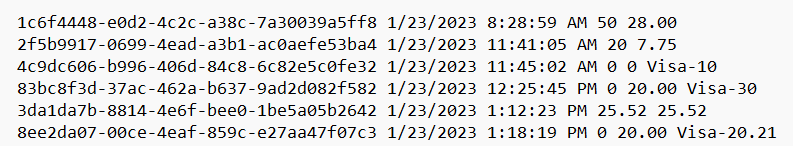 1c6f4448-e0d2-4c2c-a38c-7a30039a5ff8 1/23/2023 8:28:59 AM 50 28.00
2f5b9917-0699-4ead-a3b1-ac0aefe53ba4 1/23/2023 11:41:05 AM 20 7.75
4c9dc606-b996-406d-84c8-6c82e5c0fe32 1/23/2023 11:45:02 AM 0 0 Visa-10
83bc8f3d-37ac-462a-b637-9ad2d082f582 1/23/2023 12:25:45 PM 0 20.00 Visa-30
3da1da7b-8814-4e6f-bee0-1be5a05b2642 1/23/2023 1:12:23 PM 25.52 25.52
8ee2da07-00ce-4eaf-859c-e27aa47f07c3 1/23/2023 1:18:19 PM 0 20.00 Visa-20.21